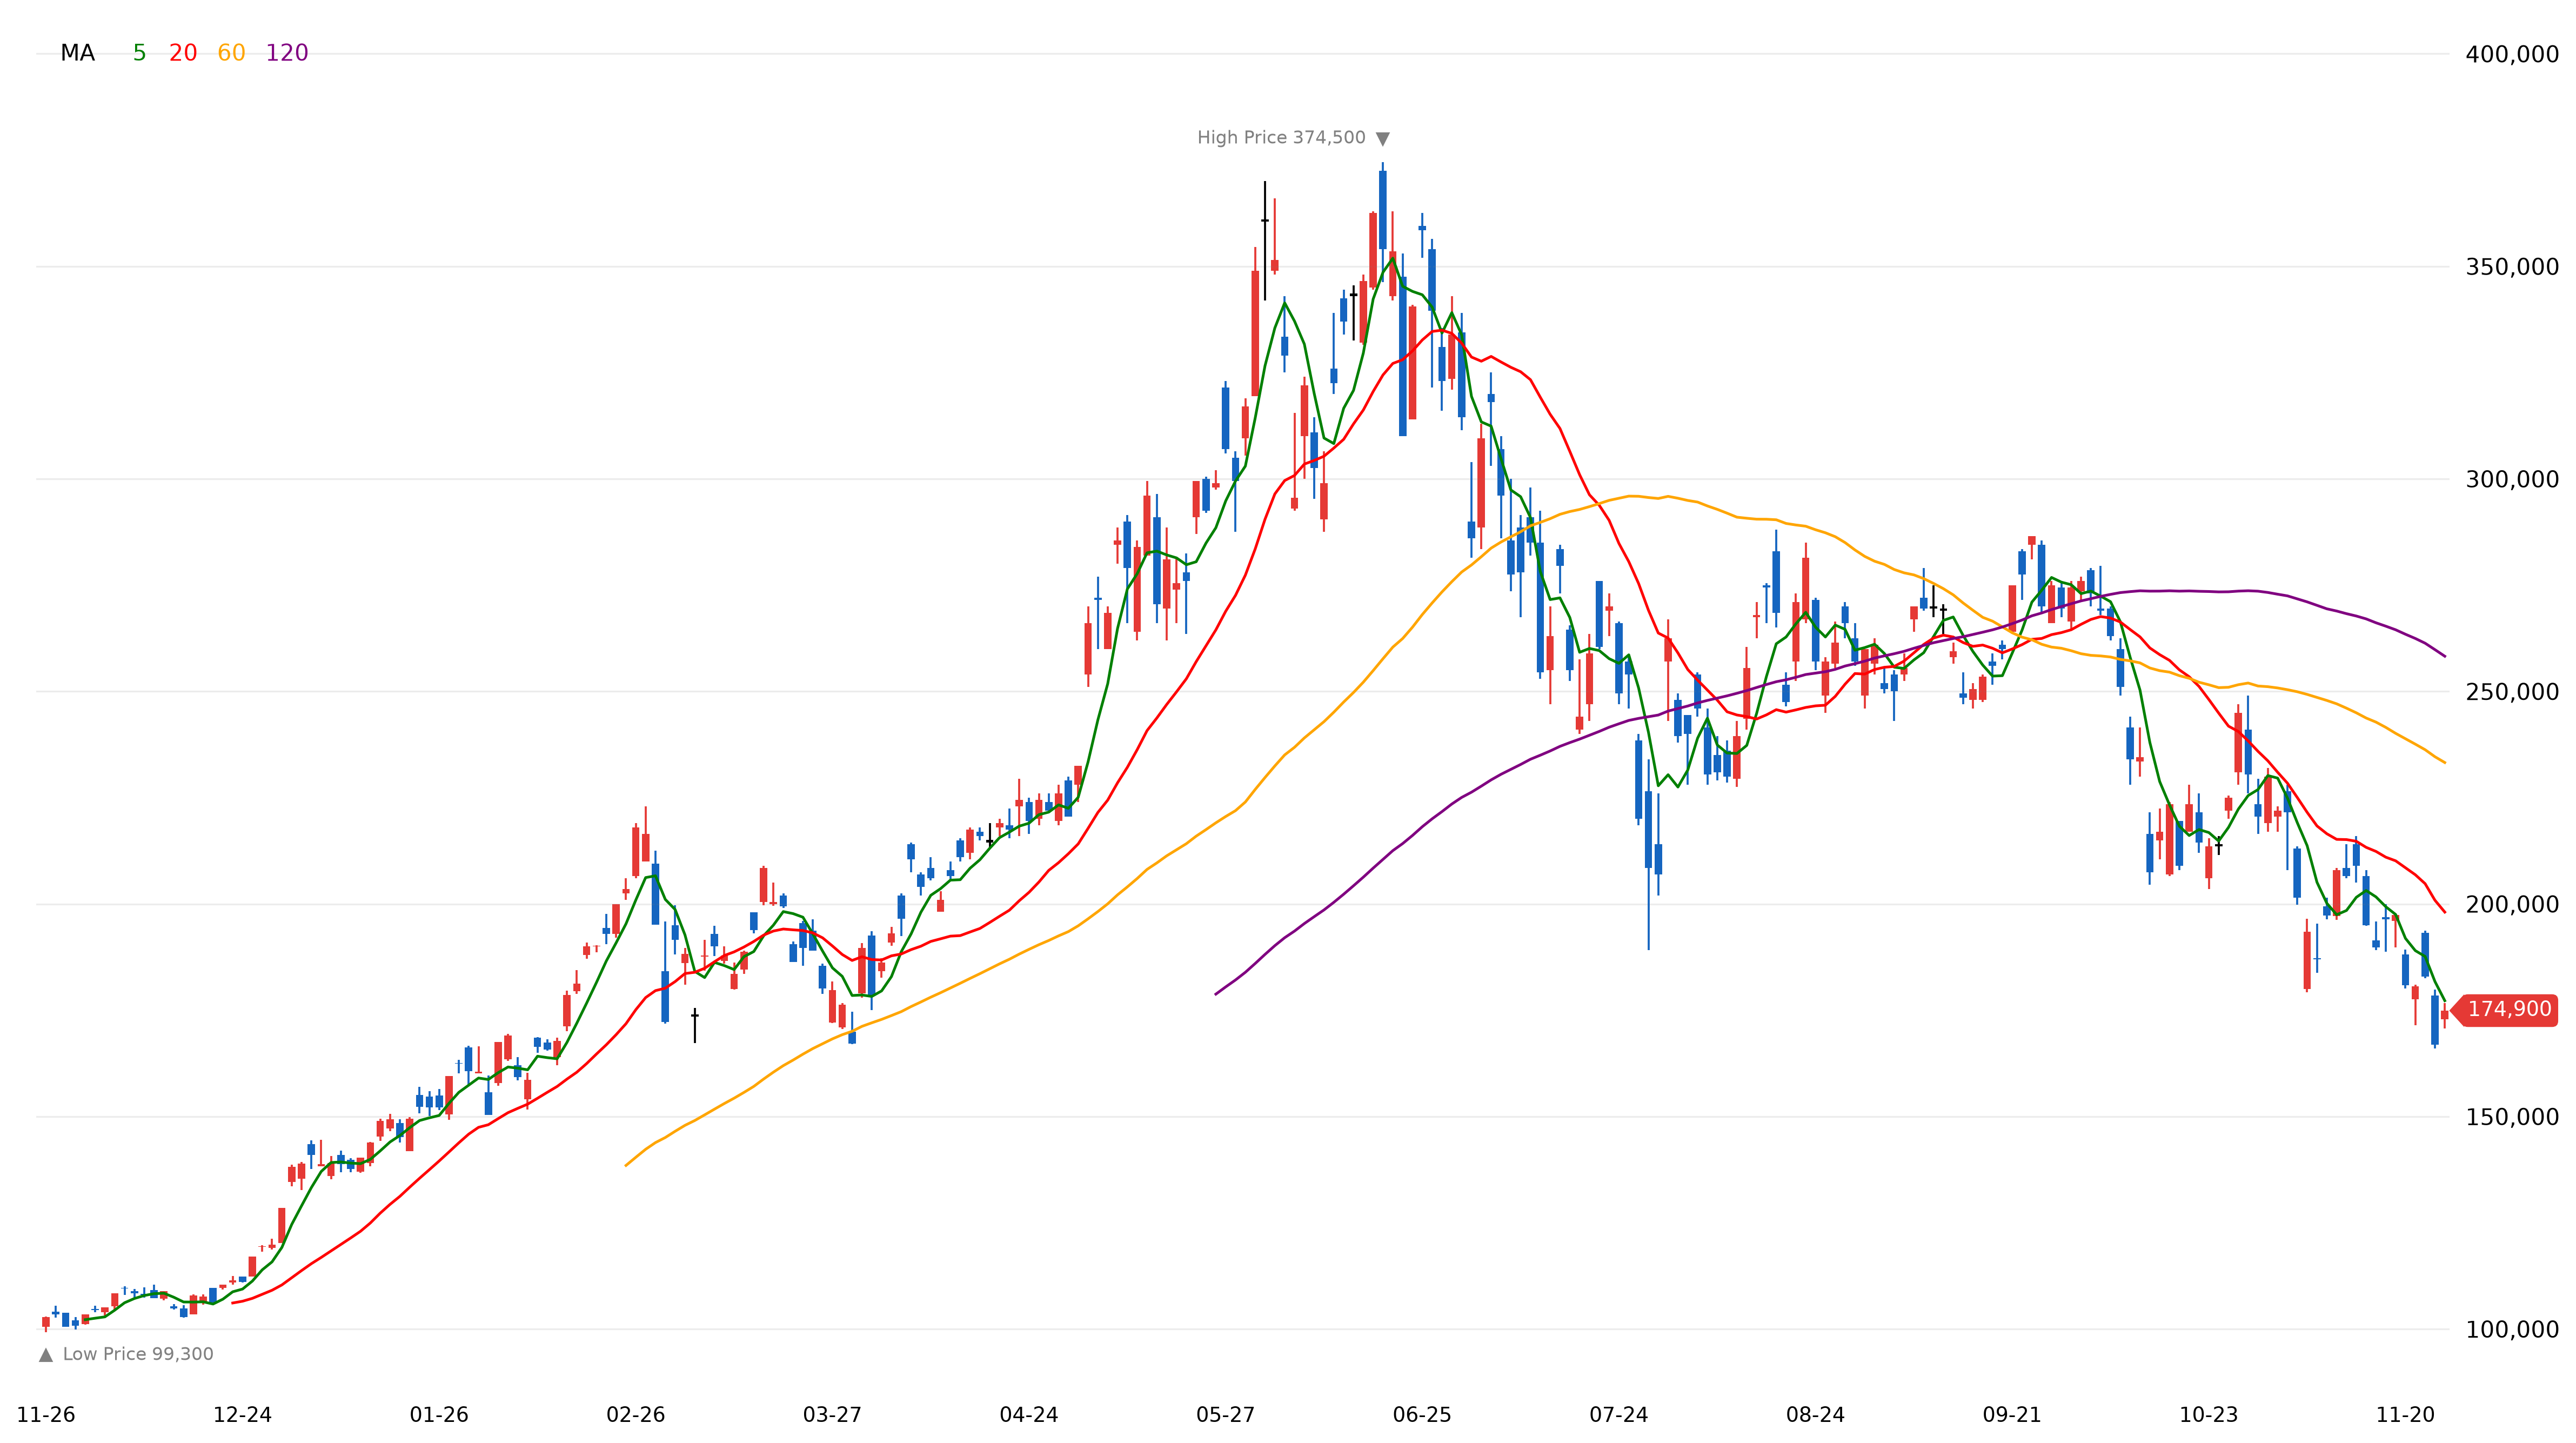 MA 5 20 60 120
400,000
High Price 374,500 ▼
350,000
300,000
250,000
200,000
174,900
150,000
100,000
▲ Low Price 99,300
11-26 12-24 01-26 02-26 03-27 04-24 05-27 06-25 07-24 08-24 09-21 10-23 11-20